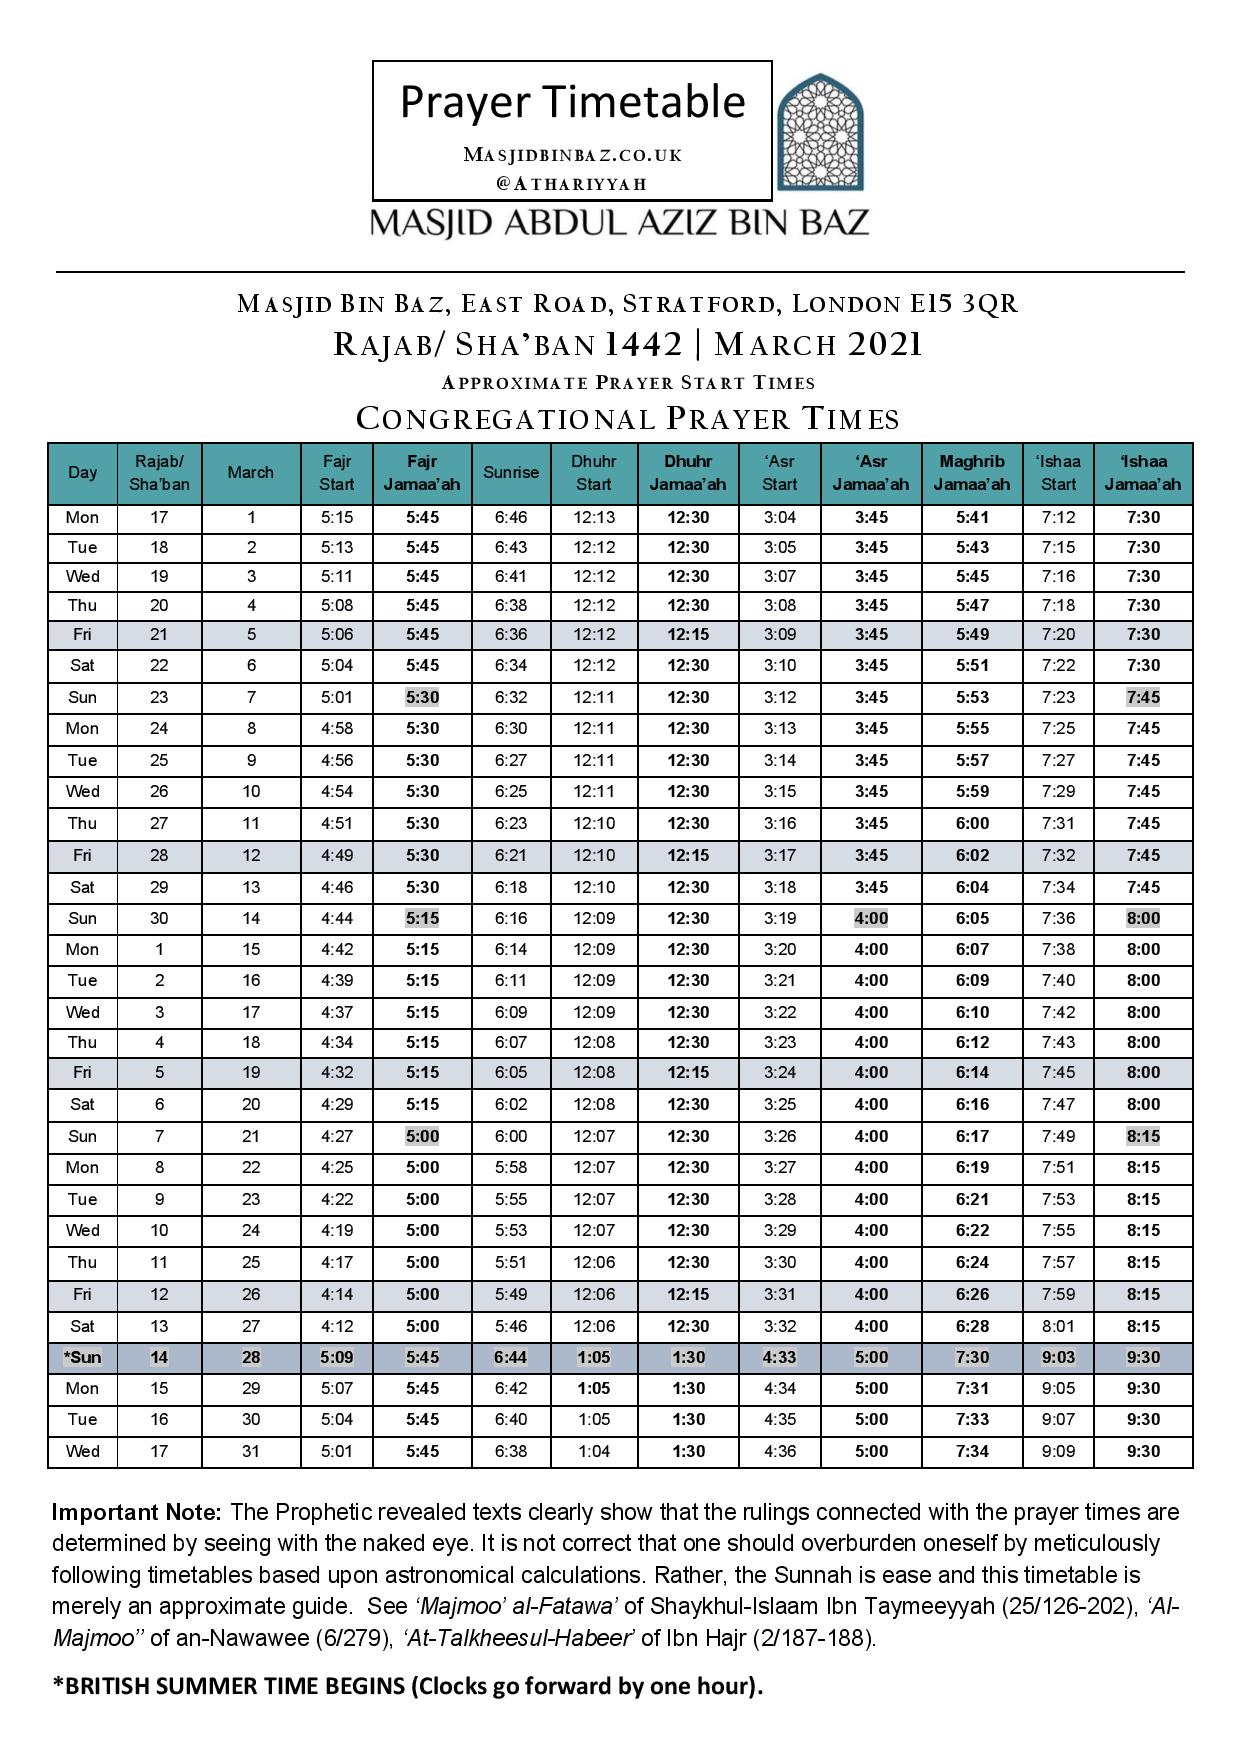 Prayer Timetable
MASJIDBINBAZ.CO.UK
@ATHARIYYAH
MASJID ABDUL AZIZ BIN BAZ
MASJID BIN BAZ, EAST ROAD, STRATFORD, LONDON E15 3QR
RAJAB/ SHA’BAN 1442 | MARCH 2021
APPROXIMATE PRAYER START TIMES
CONGREGATIONAL PRAYER TIMES
Day Rajab/ Sha’ban March Fajr Start Fajr Jamaa’ah Sunrise Dhuhr Start Dhuhr Jamaa’ah ‘Asr Start ‘Asr Jamaa’ah Maghrib Jamaa’ah ‘Ishaa Start ‘Ishaa Jamaa’ah
Mon 17 1 5:15 5:45 6:46 12:13 12:30 3:04 3:45 5:41 7:12 7:30
Tue 18 2 5:13 5:45 6:43 12:12 12:30 3:05 3:45 5:43 7:15 7:30
Wed 19 3 5:11 5:45 6:41 12:12 12:30 3:07 3:45 5:45 7:16 7:30
Thu 20 4 5:08 5:45 6:38 12:12 12:30 3:08 3:45 5:47 7:18 7:30
Fri 21 5 5:06 5:45 6:36 12:12 12:15 3:09 3:45 5:49 7:20 7:30
Sat 22 6 5:04 5:45 6:34 12:12 12:30 3:10 3:45 5:51 7:22 7:30
Sun 23 7 5:01 5:30 6:32 12:11 12:30 3:12 3:45 5:53 7:23 7:45
Mon 24 8 4:58 5:30 6:30 12:11 12:30 3:13 3:45 5:55 7:25 7:45
Tue 25 9 4:56 5:30 6:27 12:11 12:30 3:14 3:45 5:57 7:27 7:45
Wed 26 10 4:54 5:30 6:25 12:11 12:30 3:15 3:45 5:59 7:29 7:45
Thu 27 11 4:51 5:30 6:23 12:10 12:30 3:16 3:45 6:00 7:31 7:45
Fri 28 12 4:49 5:30 6:21 12:10 12:15 3:17 3:45 6:02 7:32 7:45
Sat 29 13 4:46 5:30 6:18 12:10 12:30 3:18 3:45 6:04 7:34 7:45
Sun 30 14 4:44 5:15 6:16 12:09 12:30 3:19 4:00 6:05 7:36 8:00
Mon 1 15 4:42 5:15 6:14 12:09 12:30 3:20 4:00 6:07 7:38 8:00
Tue 2 16 4:39 5:15 6:11 12:09 12:30 3:21 4:00 6:09 7:40 8:00
Wed 3 17 4:37 5:15 6:09 12:09 12:30 3:22 4:00 6:10 7:42 8:00
Thu 4 18 4:34 5:15 6:07 12:08 12:30 3:23 4:00 6:12 7:43 8:00
Fri 5 19 4:32 5:15 6:05 12:08 12:15 3:24 4:00 6:14 7:45 8:00
Sat 6 20 4:29 5:15 6:02 12:08 12:30 3:25 4:00 6:16 7:47 8:00
Sun 7 21 4:27 5:00 6:00 12:07 12:30 3:26 4:00 6:17 7:49 8:15
Mon 8 22 4:25 5:00 5:58 12:07 12:30 3:27 4:00 6:19 7:51 8:15
Tue 9 23 4:22 5:00 5:55 12:07 12:30 3:28 4:00 6:21 7:53 8:15
Wed 10 24 4:19 5:00 5:53 12:07 12:30 3:29 4:00 6:22 7:55 8:15
Thu 11 25 4:17 5:00 5:51 12:06 12:30 3:30 4:00 6:24 7:57 8:15
Fri 12 26 4:14 5:00 5:49 12:06 12:15 3:31 4:00 6:26 7:59 8:15
Sat 13 27 4:12 5:00 5:46 12:06 12:30 3:32 4:00 6:28 8:01 8:15
*Sun 14 28 5:09 5:45 6:44 1:05 1:30 4:33 5:00 7:30 9:03 9:30
Mon 15 29 5:07 5:45 6:42 1:05 1:30 4:34 5:00 7:31 9:05 9:30
Tue 16 30 5:04 5:45 6:40 1:05 1:30 4:35 5:00 7:33 9:07 9:30
Wed 17 31 5:01 5:45 6:38 1:04 1:30 4:36 5:00 7:34 9:09 9:30
Important Note: The Prophetic revealed texts clearly show that the rulings connected with the prayer times are
determined by seeing with the naked eye. It is not correct that one should overburden oneself by meticulously
following timetables based upon astronomical calculations. Rather, the Sunnah is ease and this timetable is
merely an approximate guide. See ‘Majmoo’ al-Fatawa’ of Shaykhul-Islaam Ibn Taymeeyyah (25/126-202), ‘Al-
Majmoo’’ of an-Nawawee (6/279), ‘At-Talkheesul-Habeer’ of Ibn Hajr (2/187-188).
*BRITISH SUMMER TIME BEGINS (Clocks go forward by one hour).